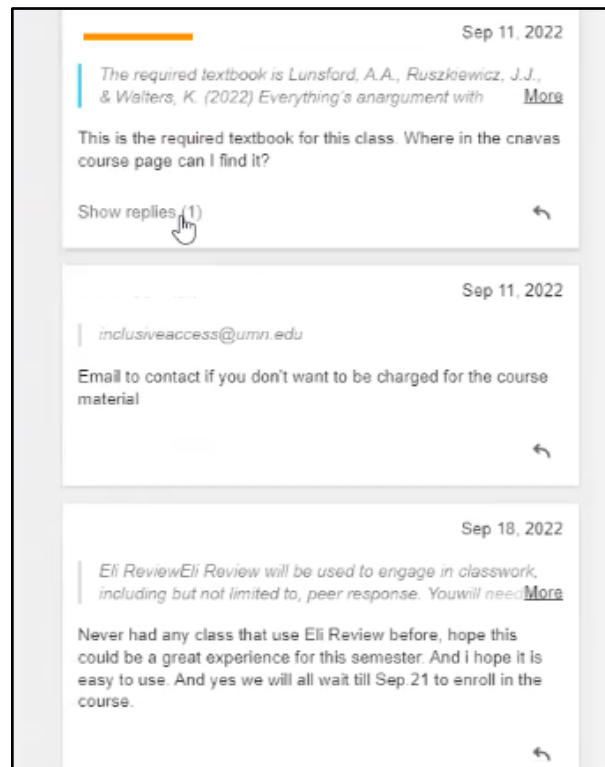 Sep 11, 2022
The required textbook is Lunsford, A.A., Ruszkiewicz, J.J.,
& Walters, K. (2022) Everything's anargument with More
This is the required textbook for this class. Where in the cnavas
course page can I find it?
Show replies (1)
Sep 11, 2022
inclusiveaccess@umn.edu
Email to contact if you don't want to be charged for the course
material
Sep 18, 2022
Eli ReviewEli Review will be used to engage in classwork,
including but not limited to, peer response. Youwill need More
Never had any class that use Eli Review before, hope this
could be a great experience for this semester. And i hope it is
easy to use. And yes we will all wait till Sep.21 to enroll in the
course.